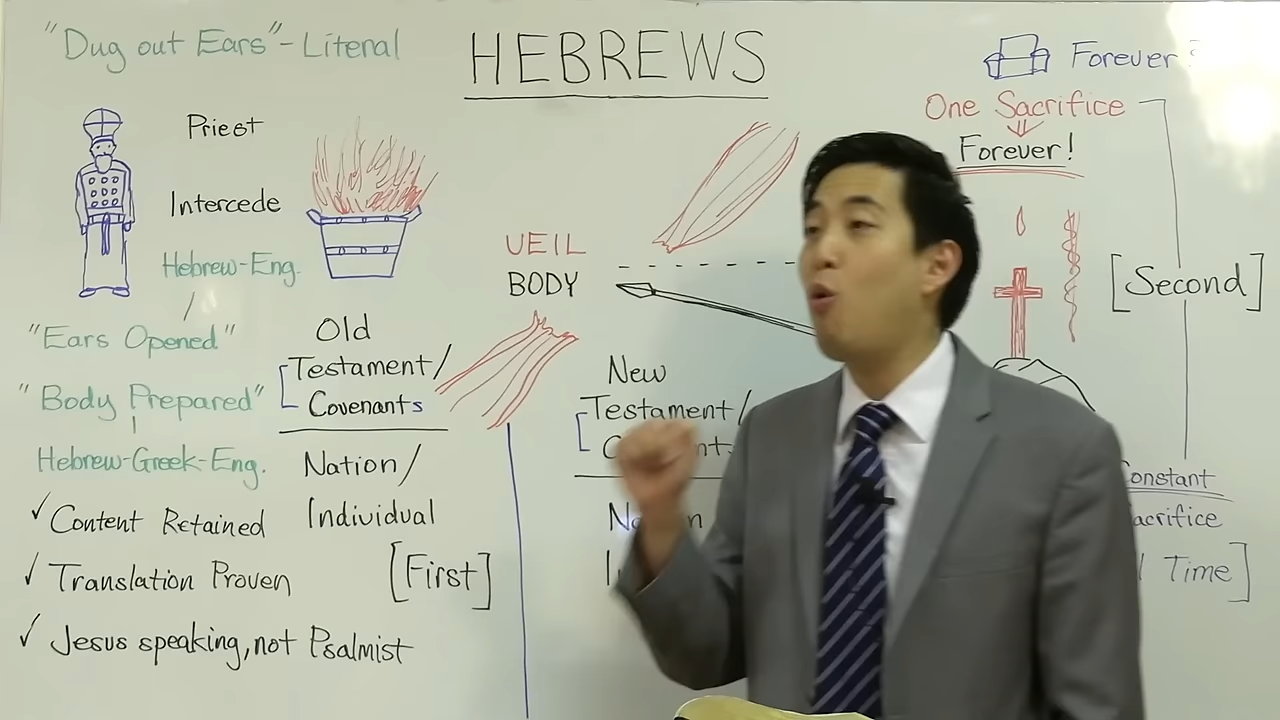 "Dug out Ears"-Literal
HEBREWS
Forever?
One Sacrifice
Forever!
Priest
Intercede
Hebrew-Eng.
"Ears Opened"
"Body Prepared"
Hebrew-Greek-Eng.
✓ Content Retained
✓ Translation Proven
✓ Jesus speaking, not Psalmist
Old
Testament/
Covenants
Nation/
Individual
[First]
VEIL
BODY
New
Testament/
[Second]
Constant
Time]